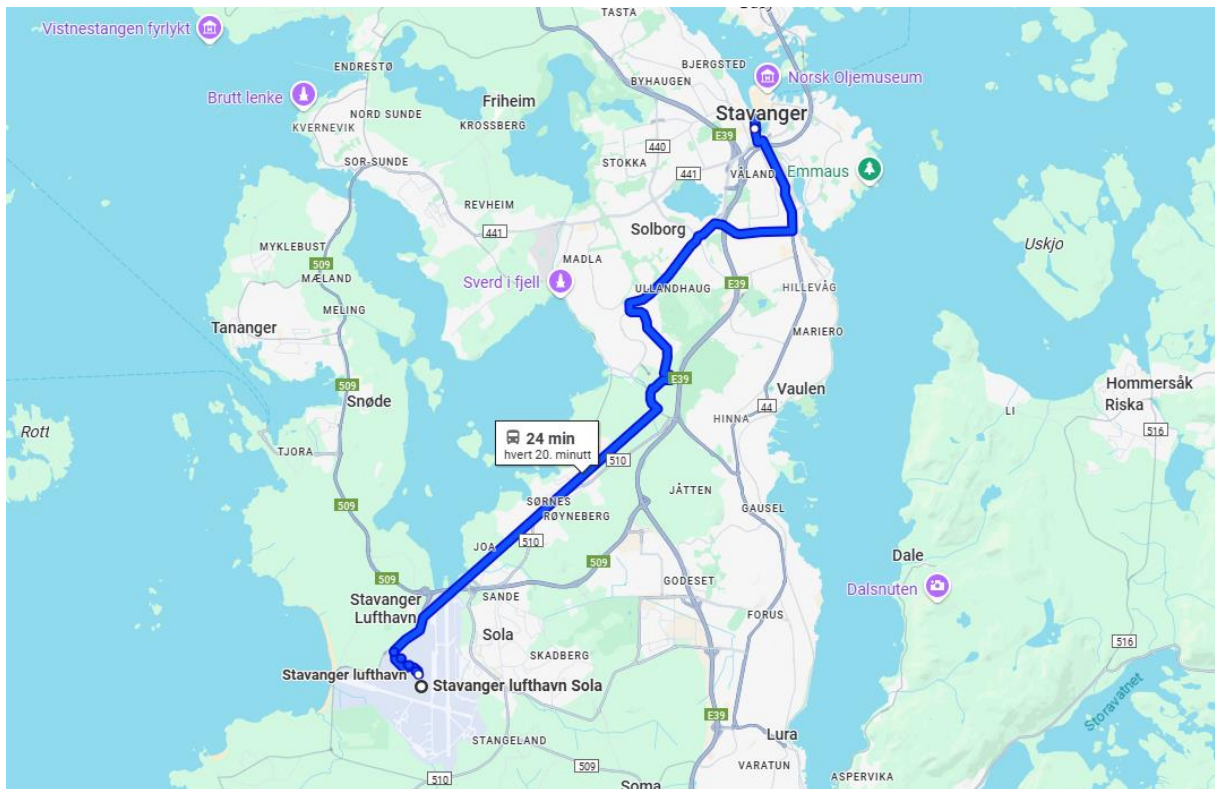 TASTA
Vistnestangen fyrlykt
BJERGSTED
ENDRESTØ
Norsk Oljemuseum
BYHAUGEN
Brutt lenke
Friheim
NORD SUNDE
Stavanger
KVERNEVIK
KROSSBERG
E39
440
STOKKA
SOR-SUNDE
441
VÅLAND
Emmaus
REVHEIM
441
Solborg
Uskjo
MYKLEBUST
509
MADLA
MÆLAND
Sverd i fjell
ULLANDHAUG
E39
HILLEVÅG
MELING
Tananger
MARIERO
E39
509
Vaulen
Hommersåk
Snøde
Riska
44
LI
HINNA
Rott
516
24 min
hvert 20. minutt
TJORA
510
509
JÅTTEN
SØRNES
RØYNEBERG
GAUSEL
510
JOA
Dale
509
509
GODESET
Dalsnuten
Stavanger
Lufthavn
SANDE
FORUS
Sola
516
SKADBERG
Stavanger lufthavn
Stavanger lufthavn Sola
Storavatnet
E39
Lura
STANGELAND
VARATUN
509
510
ASPERVIKA
Soma